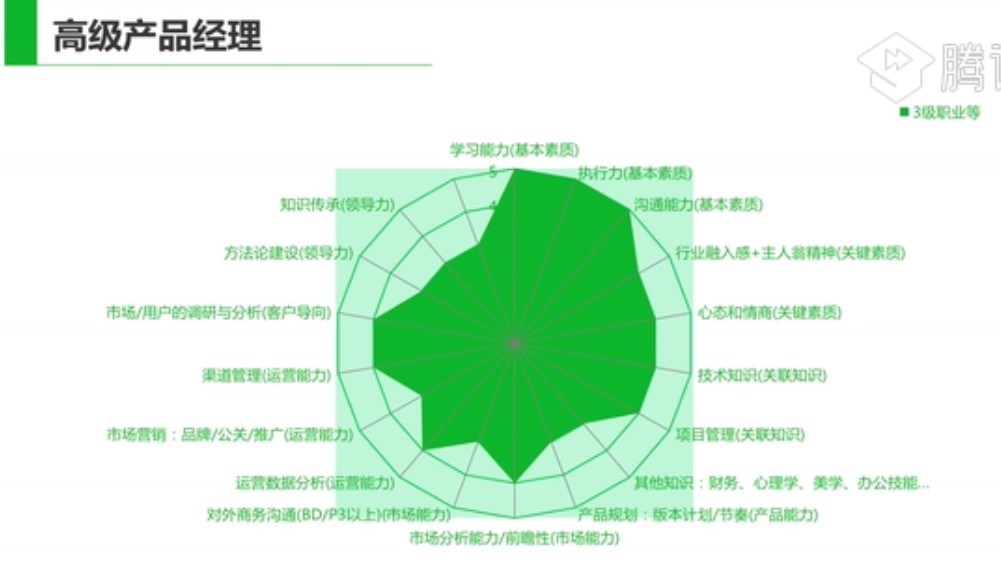 高级产品经理
腾
■3级职业等
学习能力(基本素质)
5
执行力(基本素质)
4
沟通能力(基本素质)
知识传承(领导力)
行业融入感+主人翁精神(关键素质)
方法论建设(领导力)
市场/用户的调研与分析(客户导向)
心态和情商(关键素质)
渠道管理(运营能力)
技术知识(关联知识)
市场营销：品牌/公关/推广(运营能力)
项目管理(关联知识)
运营数据分析(运营能力)
其他知识：财务、心理学、美学、办公技能...
对外商务沟通(BD/P3以上)(市场能力)
产品规划：版本计划/节奏(产品能力)
市场分析能力/前瞻性(市场能力)